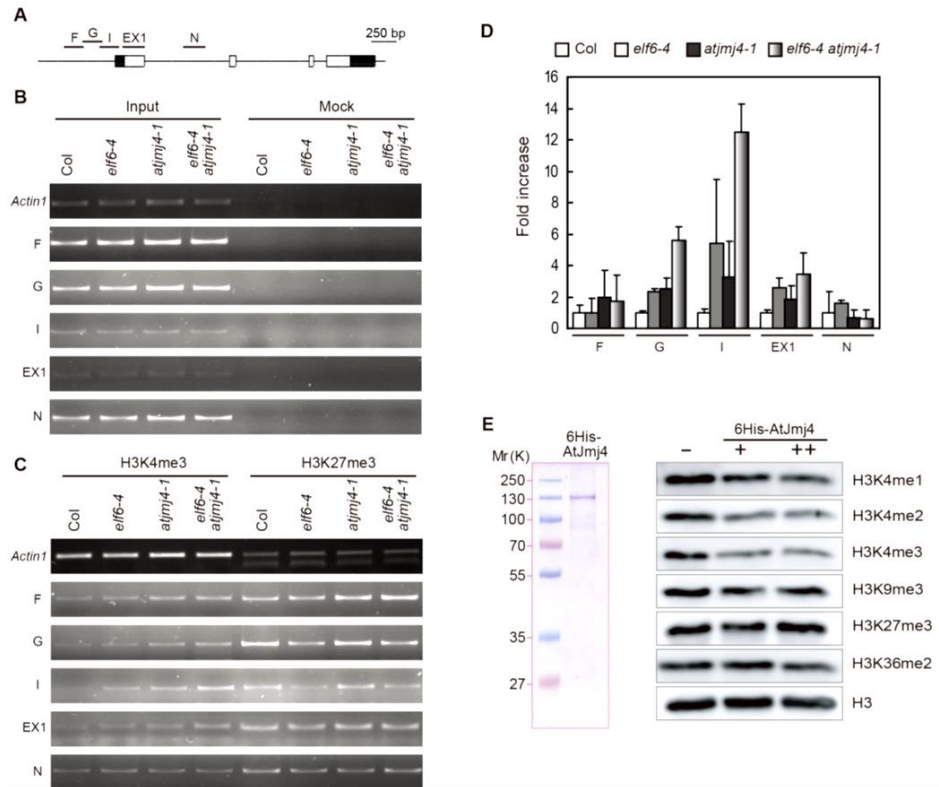 A
F G I EX1 N 250 bp
B
Input Mock
Col elf6-4 atjmj4-1 elf6-4 atjmj4-1 Col elf6-4 atjmj4-1 elf6-4 atjmj4-1
Actin1
F
G
I
EX1
N
C
H3K4me3 H3K27me3
Col elf6-4 atjmj4-1 elf6-4 atjmj4-1 Col elf6-4 atjmj4-1 elf6-4 atjmj4-1
Actin1
F
G
I
EX1
N
D
Col elf6-4 atjmj4-1 elf6-4 atjmj4-1
Fold increase
16
14
12
10
8
6
4
2
0
F G I EX1 N
E
Mr (K) 6His-AtJmj4
250
130
100
70
55
35
27
6His-AtJmj4
– + ++
H3K4me1
H3K4me2
H3K4me3
H3K9me3
H3K27me3
H3K36me2
H3